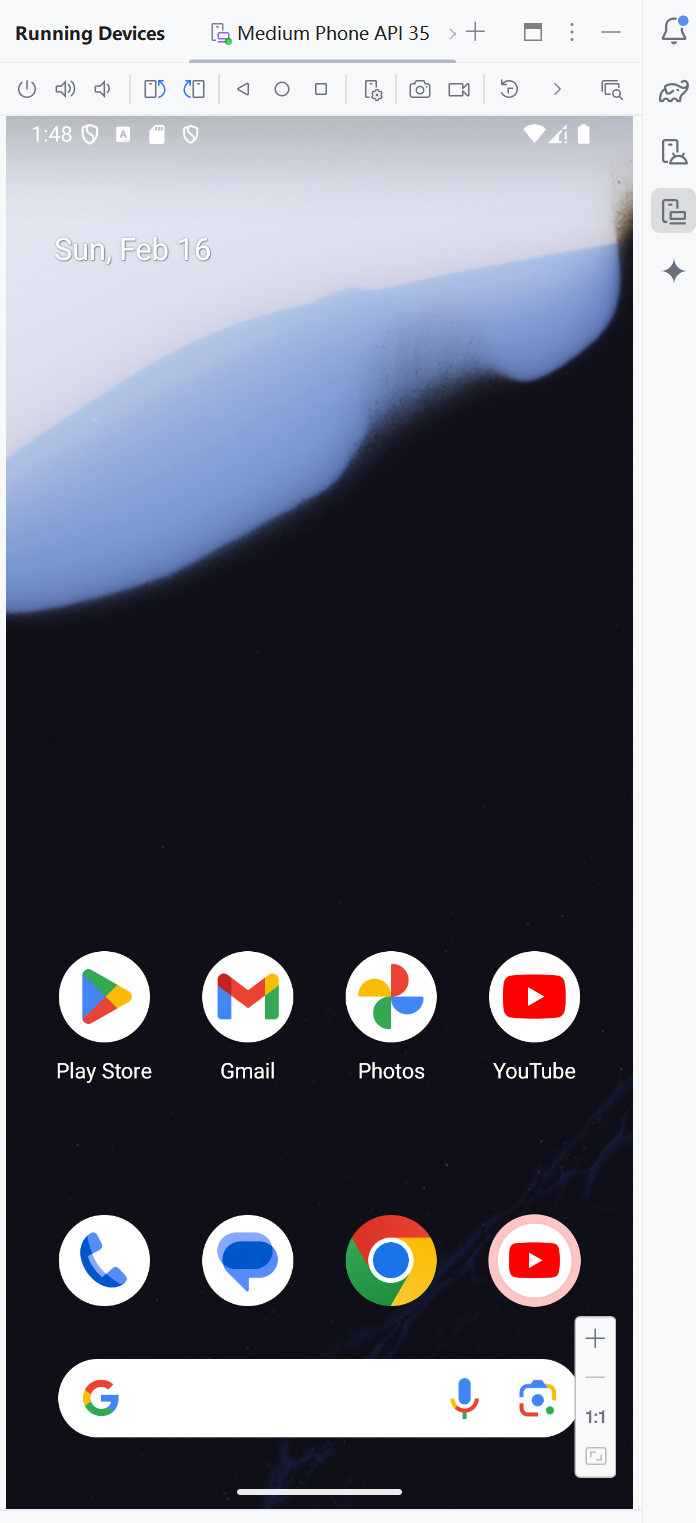 Running Devices
Medium Phone API 35
1:48
Sun, Feb 16
Play Store
Gmail
Photos
YouTube
1:1